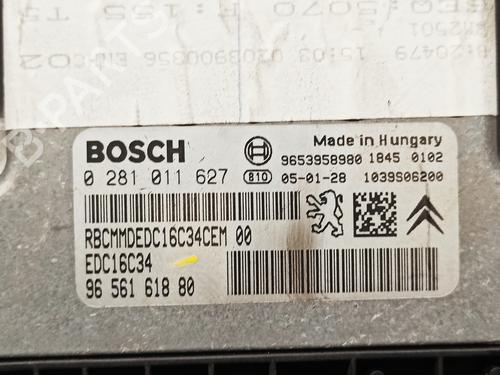 BOSCH
Made in Hungary
9653958980 1845 0102
0 281 011 627 810 05-01-28 1039S06200
RBCMMDEDC16C34CEM 00
EDC16C34
96 561 618 80
B-PARTS